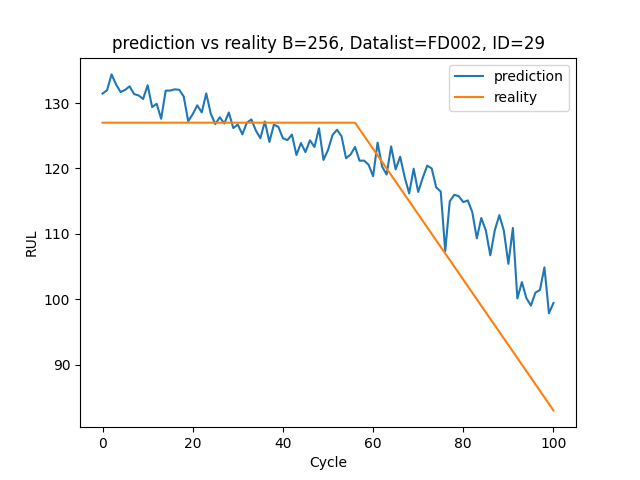 prediction vs reality B=256, Datalist=FD002, ID=29
prediction
reality
130
120
110
100
90
RUL
0 20 40 60 80 100
Cycle